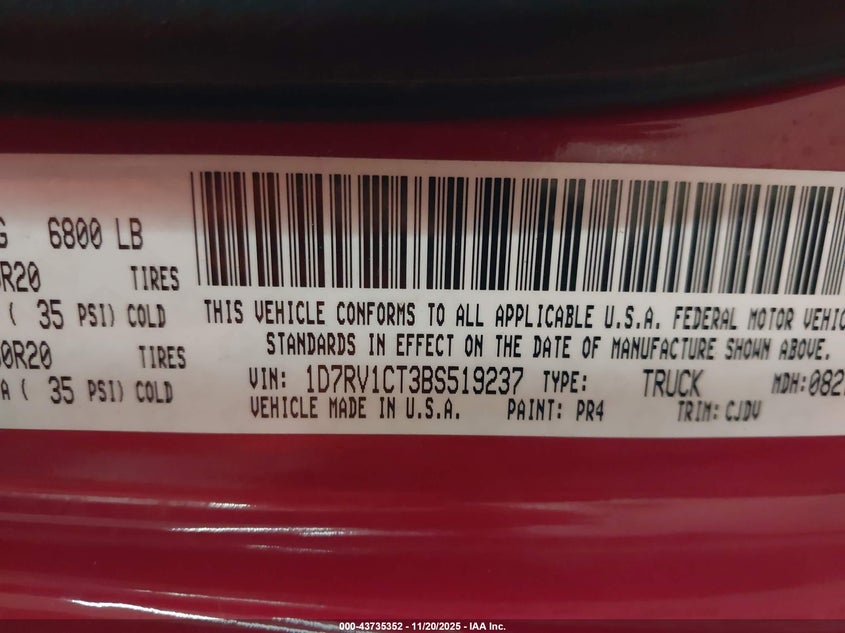 G 6800 LB
R20 TIRES
( 35 PSI) COLD
0R20 TIRES
A ( 35 PSI) COLD
THIS VEHICLE CONFORMS TO ALL APPLICABLE U.S.A. FEDERAL MOTOR VEHIC
STANDARDS IN EFFECT ON THE DATE OF MANUFACTURE SHOWN ABOVE.
VIN: 1D7RV1CT3BS519237 TYPE: TRUCK MDH: 082
VEHICLE MADE IN U.S.A. PAINT: PR4 TRIM: CJDV
000-43735352 - 11/20/2025 - IAA Inc.